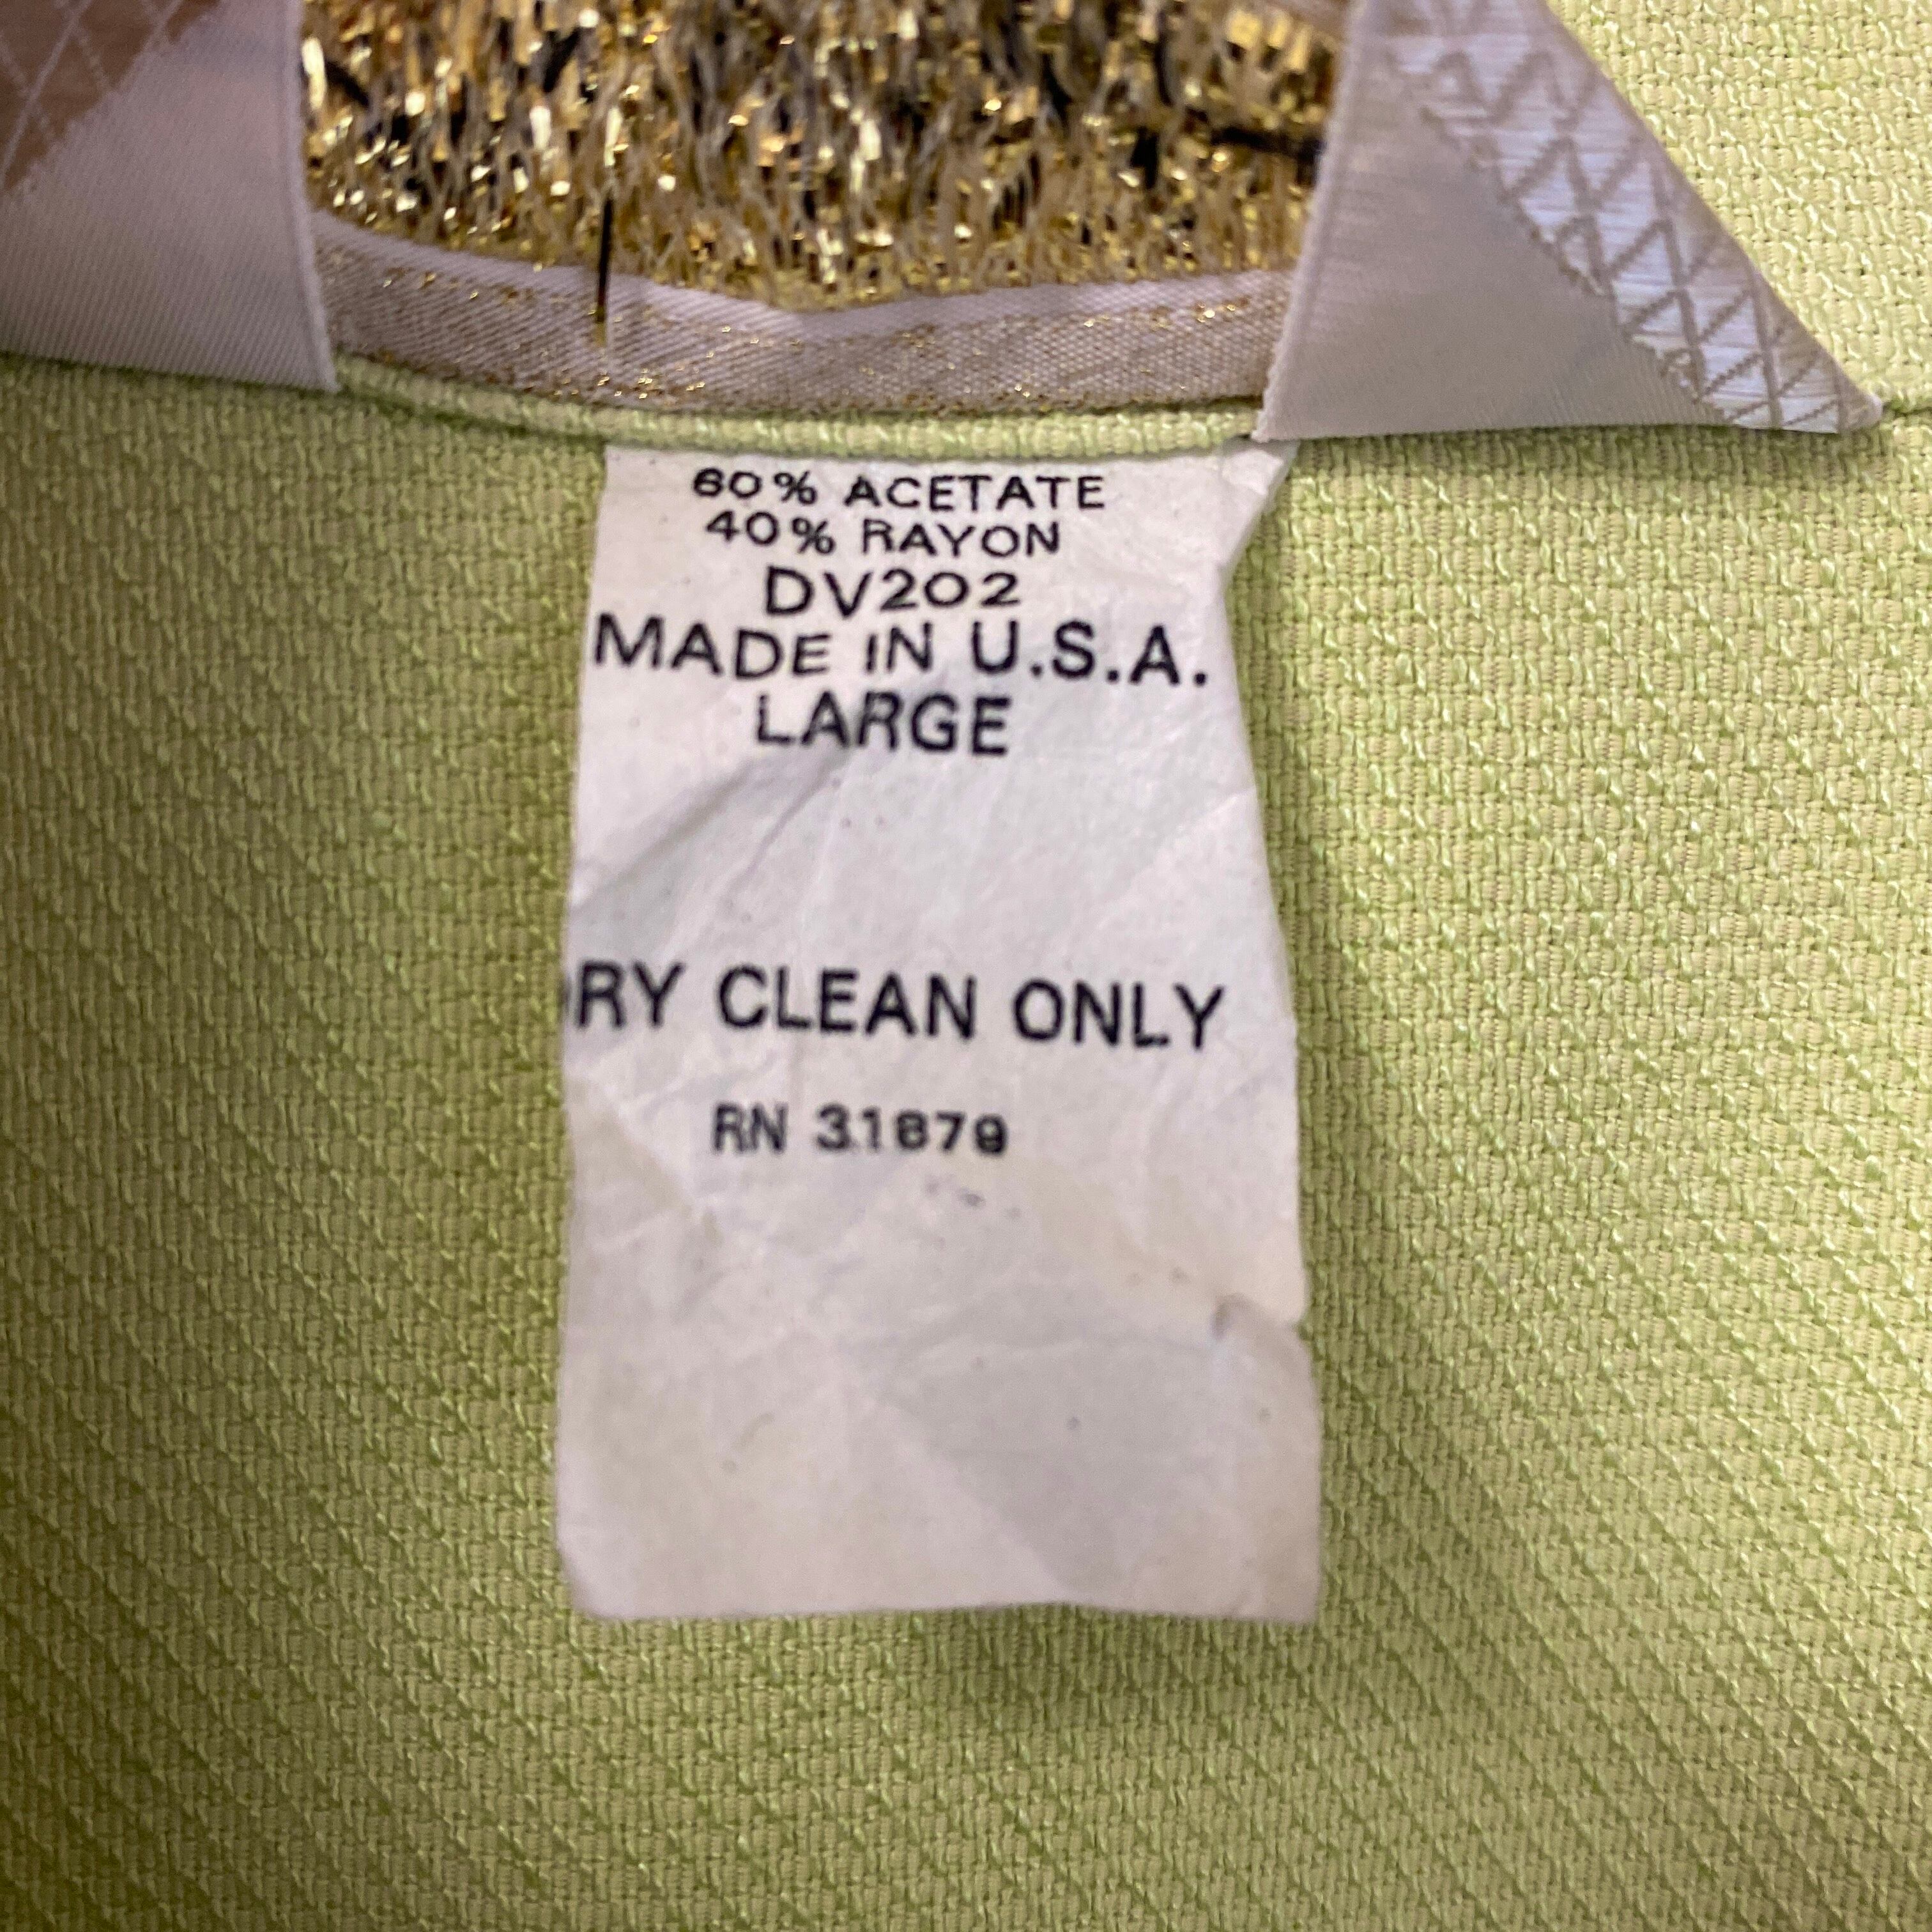 60% ACETATE
40% RAYON
DV202
MADE IN U.S.A.
LARGE
RY CLEAN ONLY
RN 31879